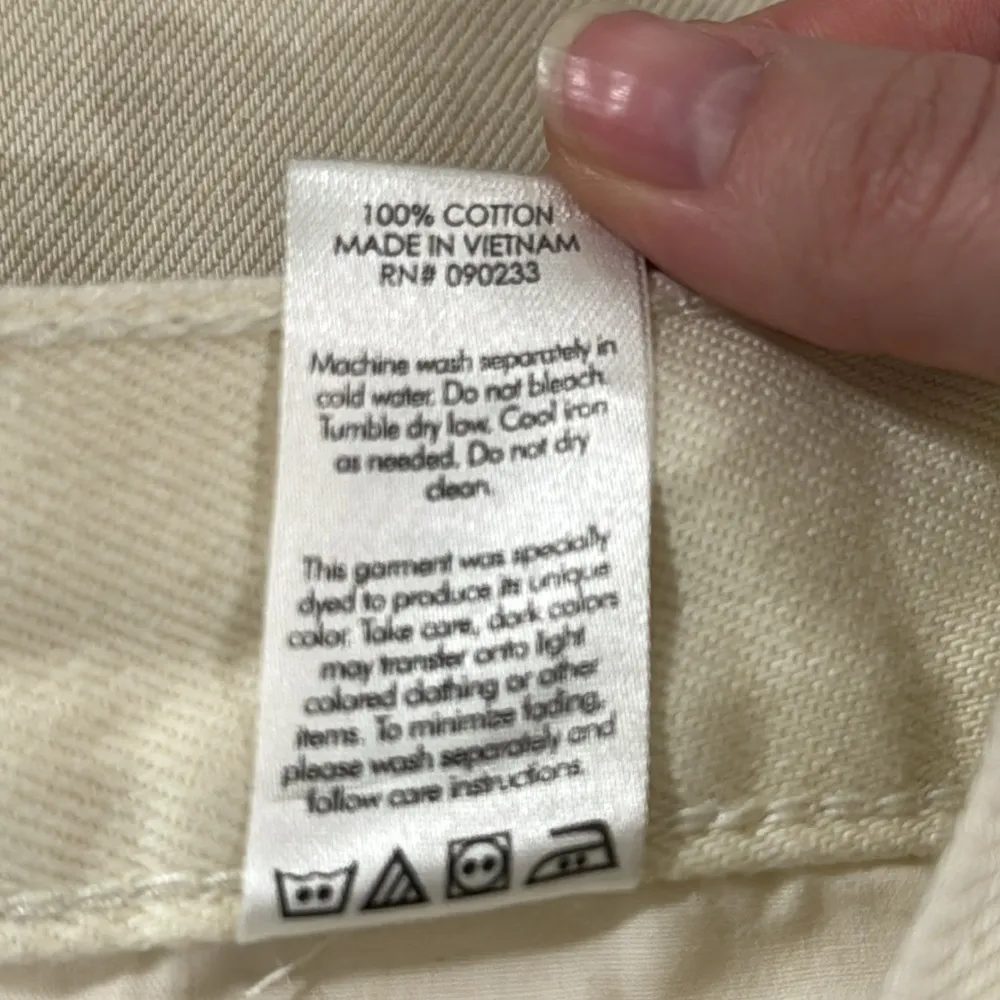 100% COTTON
MADE IN VIETNAM
RN# 090233
Machine wash separately in
cold water. Do not bleach.
Tumble dry low. Cool iron
as needed. Do not dry
clean.
This garment was specially
dyed to produce its unique
color. Take care, dark colors
may transfer onto light
colored clothing or other
items. To minimize fading,
please wash separately and
follow care instructions.